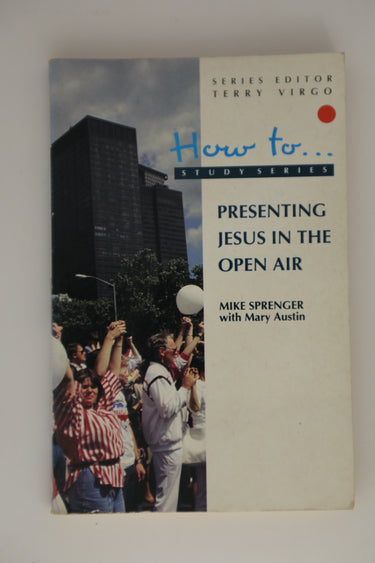 SERIES EDITOR
TERRY VIRGO
How to...
STUDY SERIES
PRESENTING
JESUS IN THE
OPEN AIR
MIKE SPRENGER
with Mary Austin